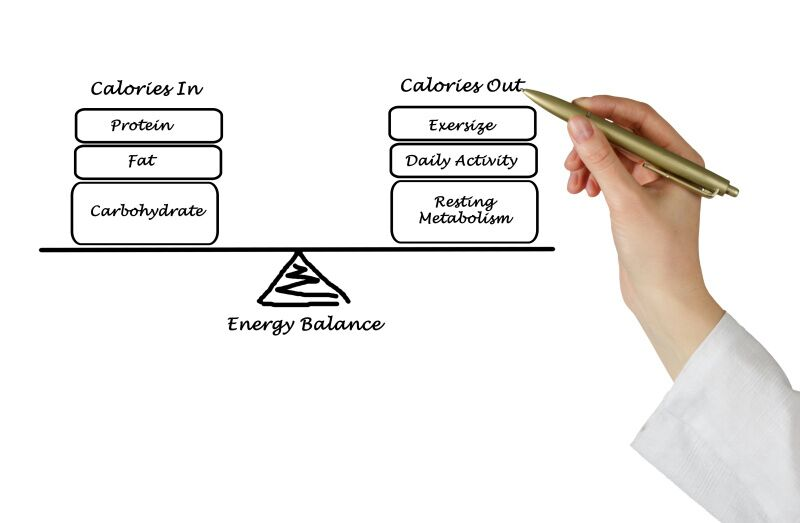 Calories In
Protein
Fat
Carbohydrate
Calories Out
Exersize
Daily Activity
Resting
Metabolism
Energy Balance